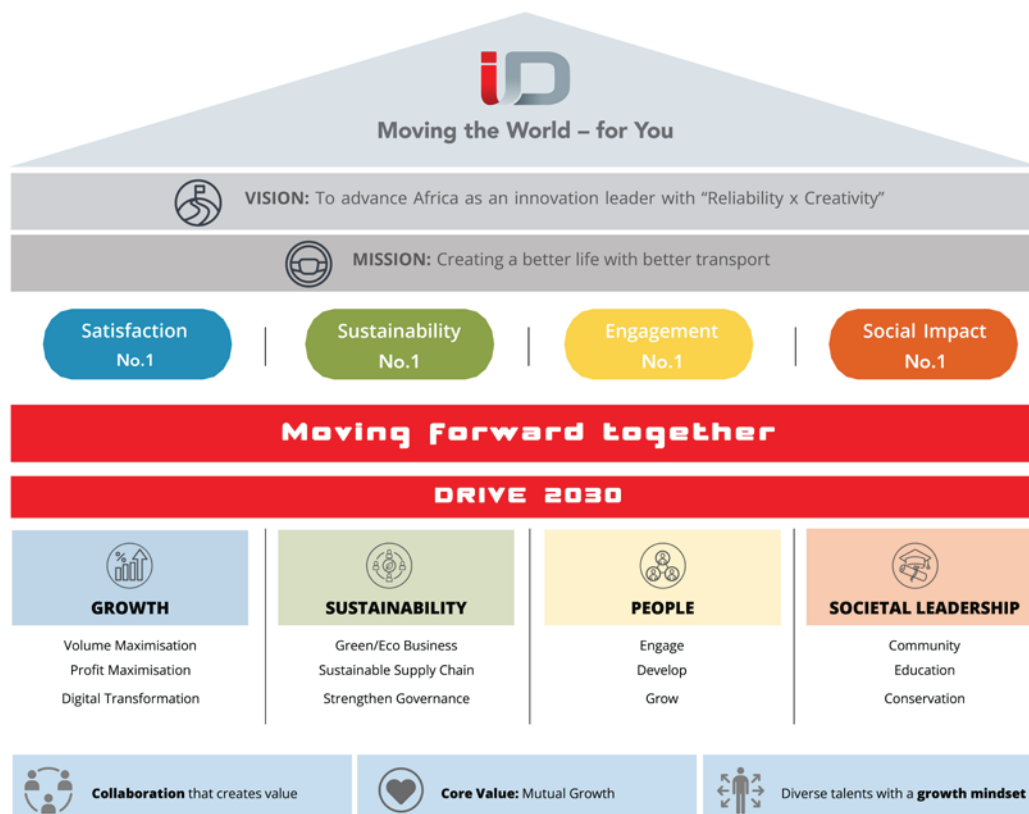 iD
Moving the World – for You
VISION: To advance Africa as an innovation leader with “Reliability x Creativity”
MISSION: Creating a better life with better transport
Satisfaction
No.1
Sustainability
No.1
Engagement
No.1
Social Impact
No.1
Moving forward together
DRIVE 2030
GROWTH
Volume Maximisation
Profit Maximisation
Digital Transformation
SUSTAINABILITY
Green/Eco Business
Sustainable Supply Chain
Strengthen Governance
PEOPLE
Engage
Develop
Grow
SOCIETAL LEADERSHIP
Community
Education
Conservation
Collaboration that creates value
Core Value: Mutual Growth
Diverse talents with a growth mindset